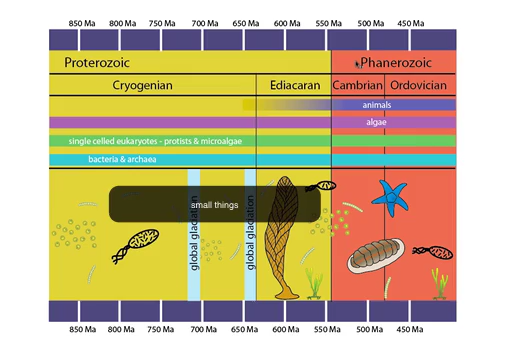 850 Ma 800 Ma 750 Ma 700 Ma 650 Ma 600 Ma 550 Ma 500 Ma 450 Ma
Proterozoic Phanerozoic
Cryogenian Ediacaran Cambrian Ordovician
animals
algae
single celled eukaryotes - protists & microalgae
bacteria & archaea
small things
global glaciation
global glaciation
850 Ma 800 Ma 750 Ma 700 Ma 650 Ma 600 Ma 550 Ma 500 Ma 450 Ma